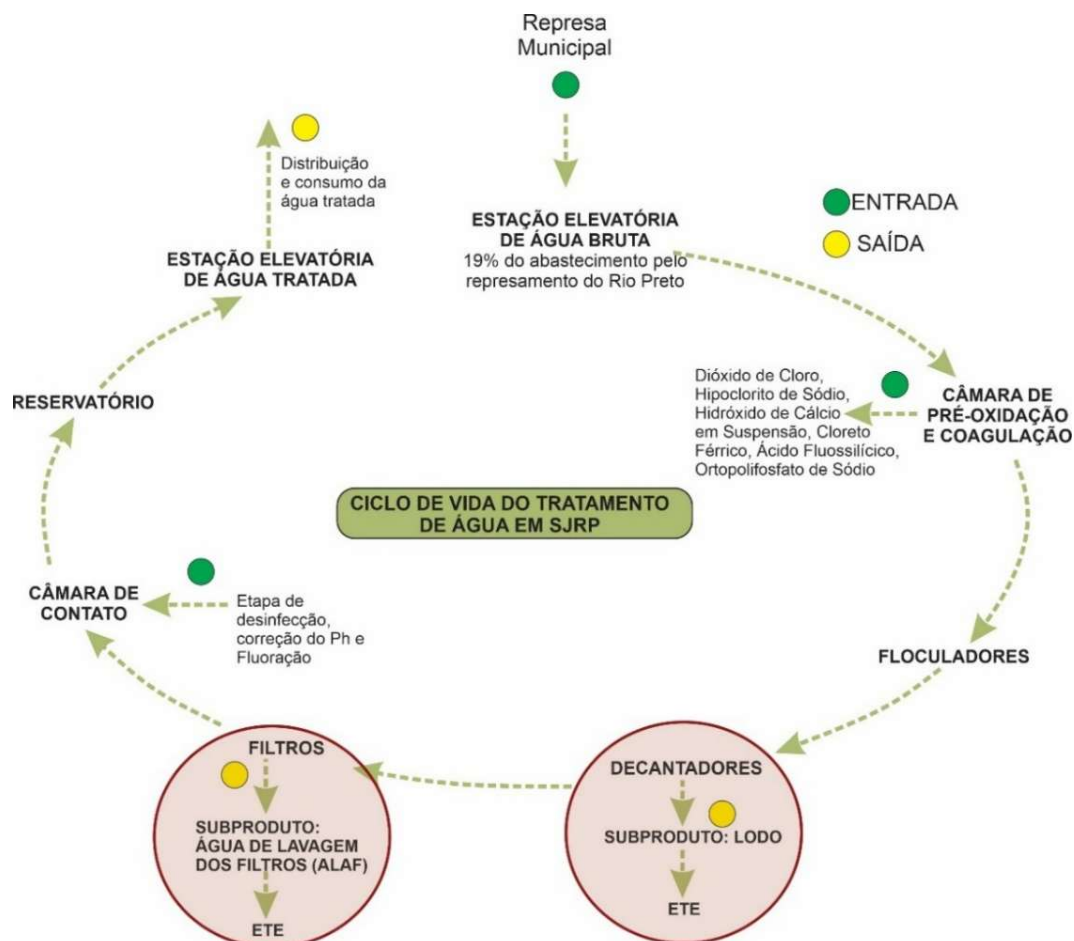 Represa
Municipal
ESTAÇÃO ELEVATÓRIA
DE ÁGUA BRUTA
19% do abastecimento pelo
represamento do Rio Preto
ENTRADA
SAÍDA
Distribuição
e consumo da
água tratada
ESTAÇÃO ELEVATÓRIA
DE ÁGUA TRATADA
RESERVATÓRIO
Dióxido de Cloro,
Hipoclorito de Sódio,
Hidróxido de Cálcio
em Suspensão, Cloreto
Férrico, Ácido Fluossilícico,
Ortopolifosfato de Sódio
CÂMARA DE
PRÉ-OXIDAÇÃO
E COAGULAÇÃO
CICLO DE VIDA DO TRATAMENTO
DE ÁGUA EM SJRP
CÂMARA DE
CONTATO
Etapa de
desinfecção,
correção do Ph e
Fluoração
FLOCULADORES
FILTROS
SUBPRODUTO:
ÁGUA DE LAVAGEM
DOS FILTROS (ALAF)
ETE
DECANTADORES
SUBPRODUTO: LODO
ETE